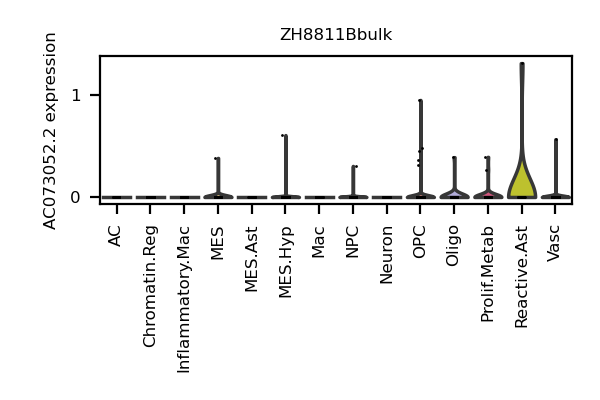 ZH8811Bbulk
AC073052.2 expression
1
0
AC
Chromatin.Reg
Inflammatory.Mac
MES
MES.Ast
MES.Hyp
Mac
NPC
Neuron
OPC
Oligo
Prolif.Metab
Reactive.Ast
Vasc